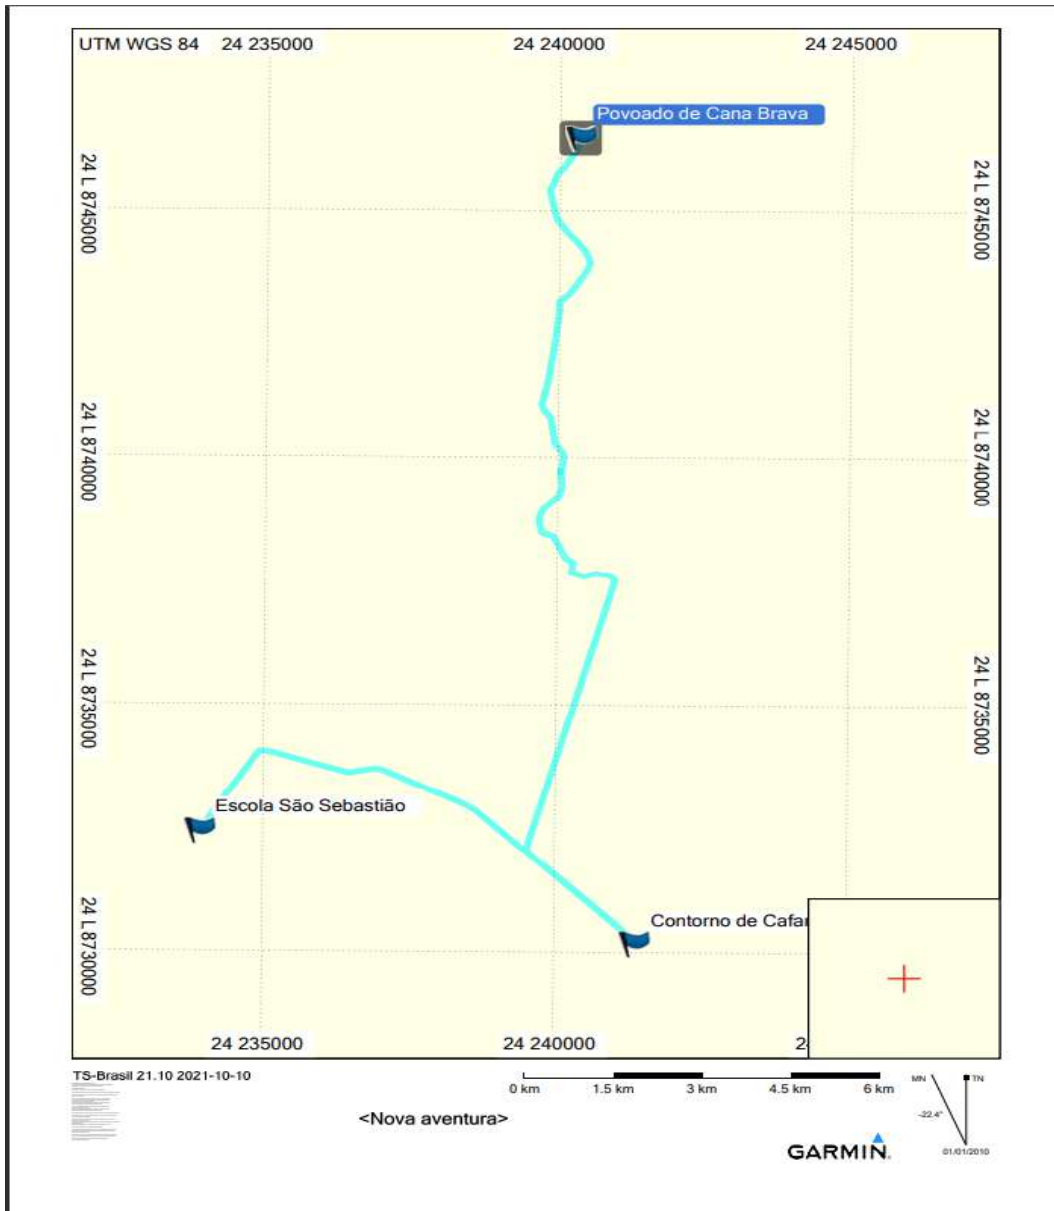 UTM WGS 84 24 235000 24 240000 24 245000
Povoado de Cana Brava
24 L 8745000
24 L 8745000
24 L 8740000
24 L 8740000
24 L 8735000
24 L 8735000
Escola São Sebastião
Contorno de Cafar
24 L 8730000
24 235000 24 240000 2
TS-Brasil 21.10 2021-10-10
0 km 1.5 km 3 km 4.5 km 6 km
MN TN
-22.4°
<Nova aventura>
GARMIN
01/01/2010